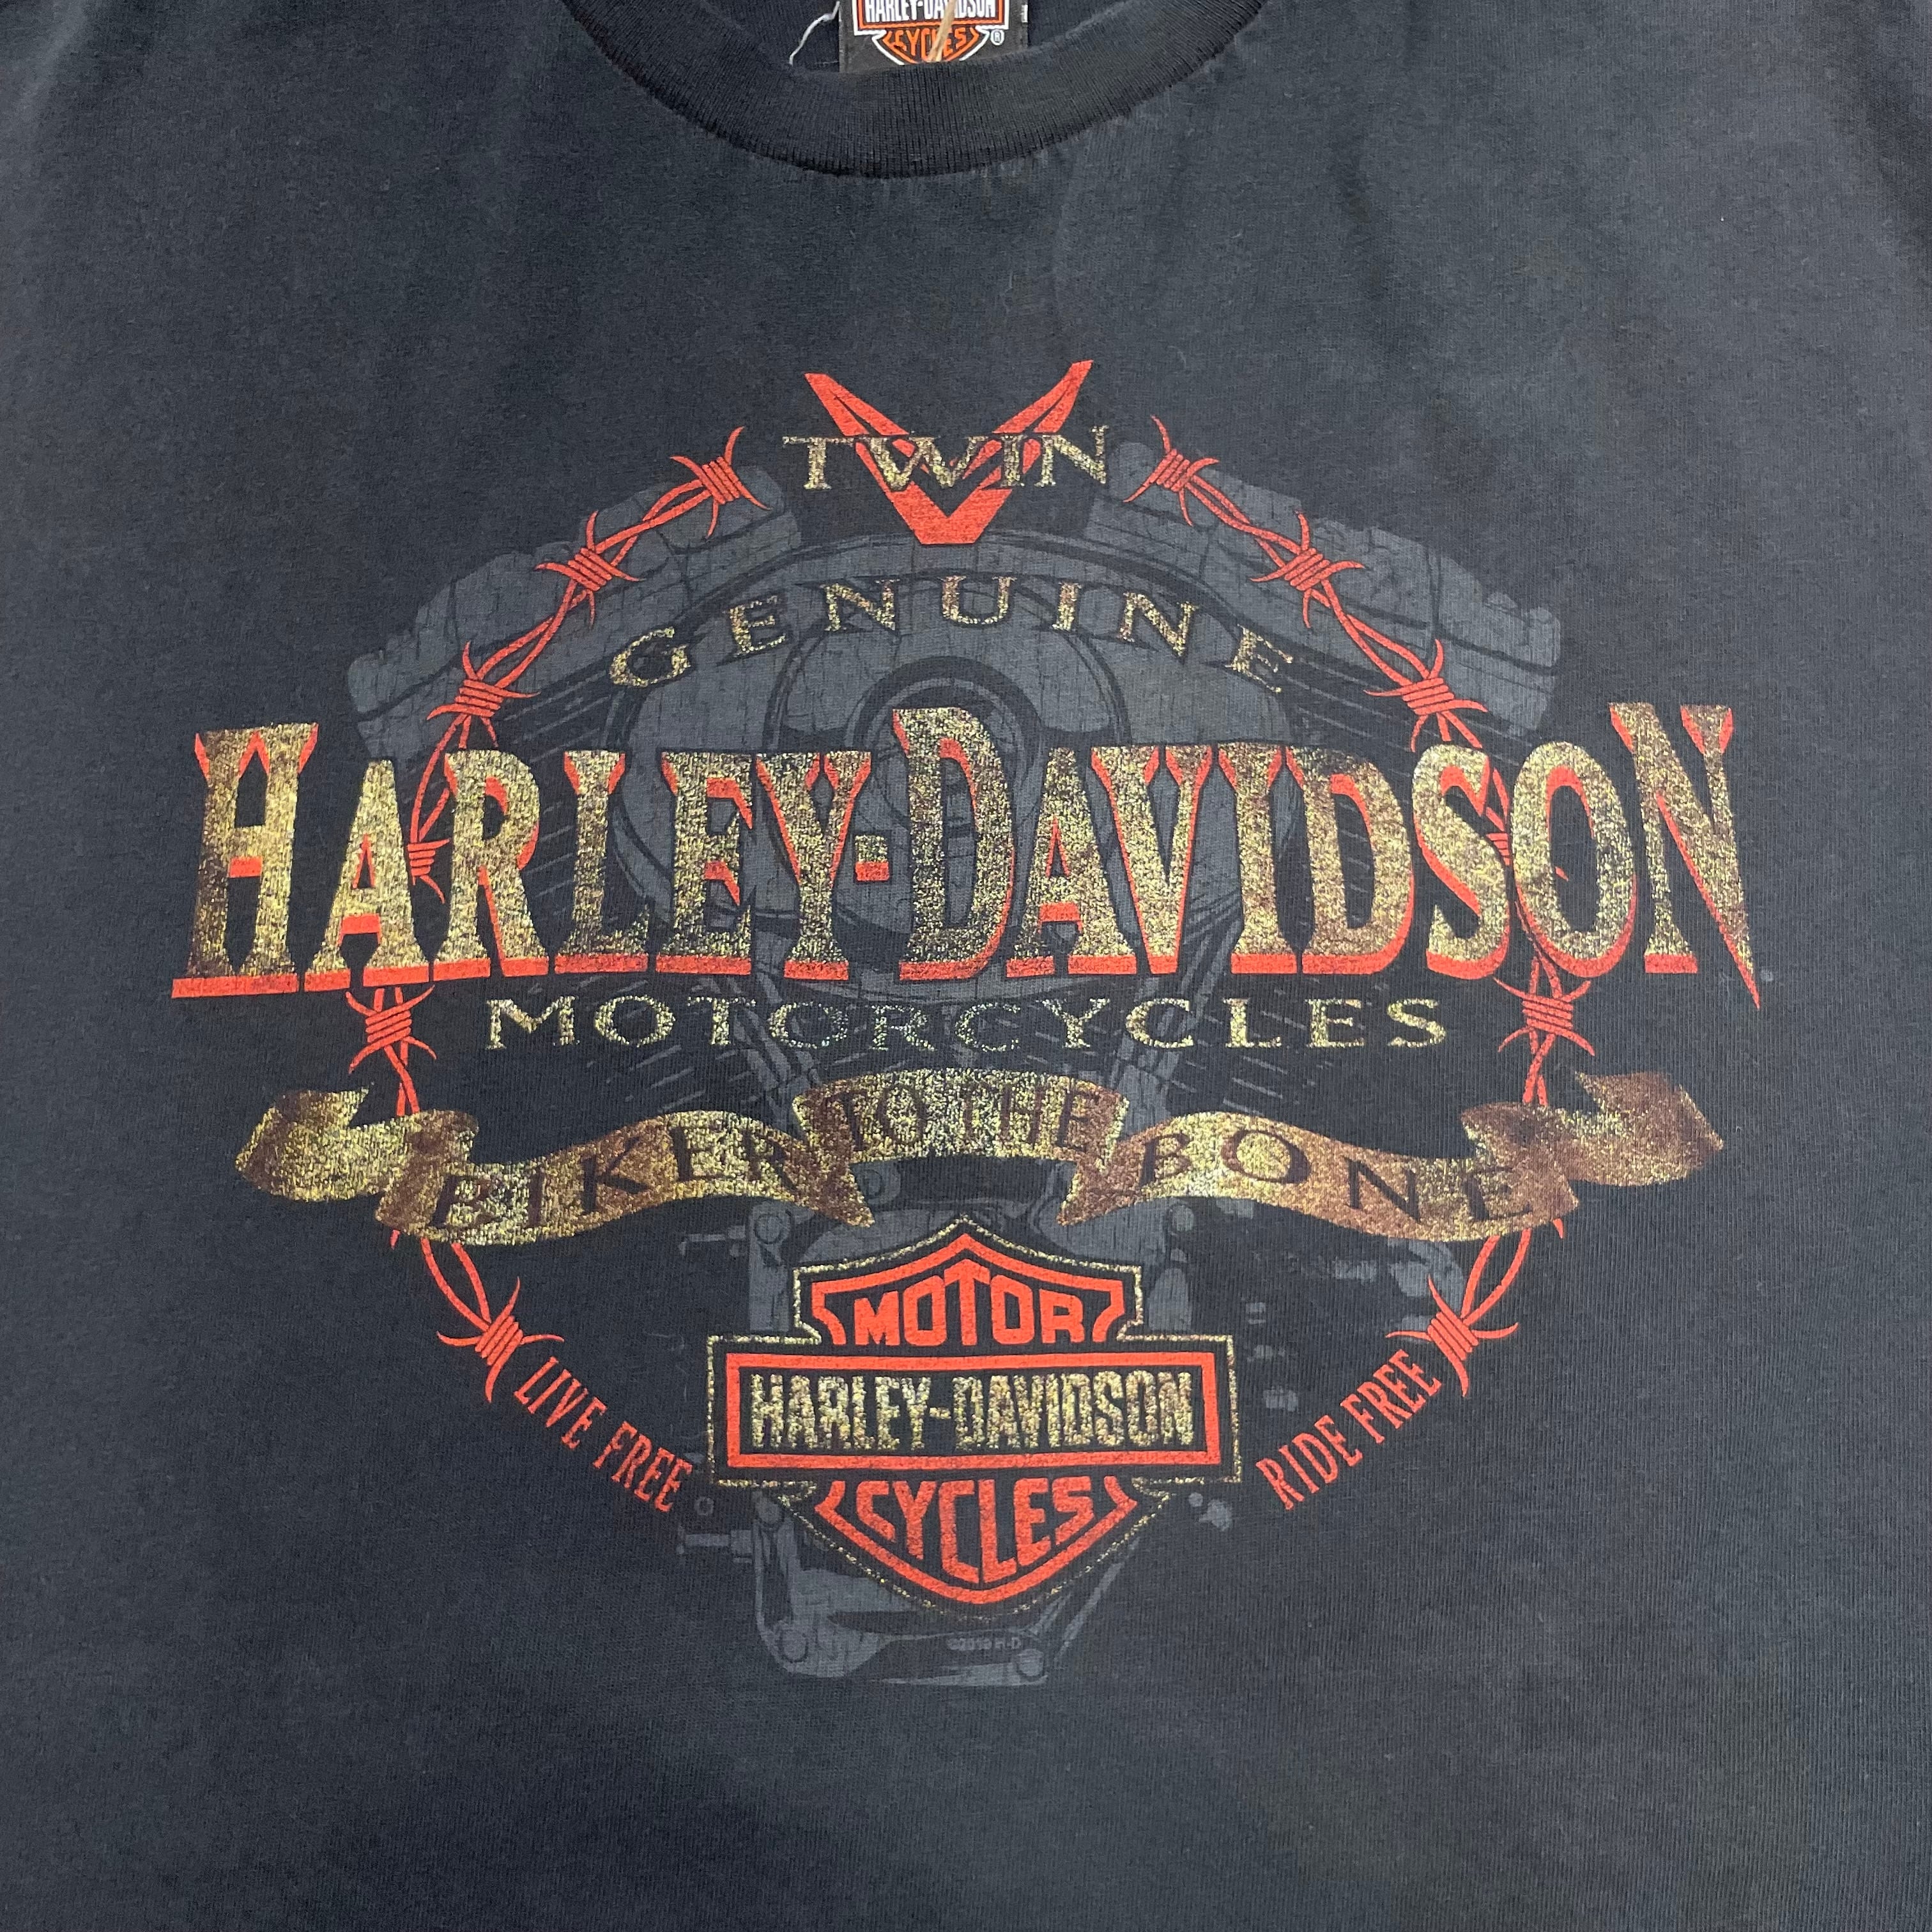 HARLEY-DAVIDSON
CYCLES ®
TWIN
GENUINE
HARLEY-DAVIDSON
MOTORCYCLES
BIKER TO THE BONE
MOTOR
HARLEY-DAVIDSON
CYCLES
LIVE FREE
RIDE FREE